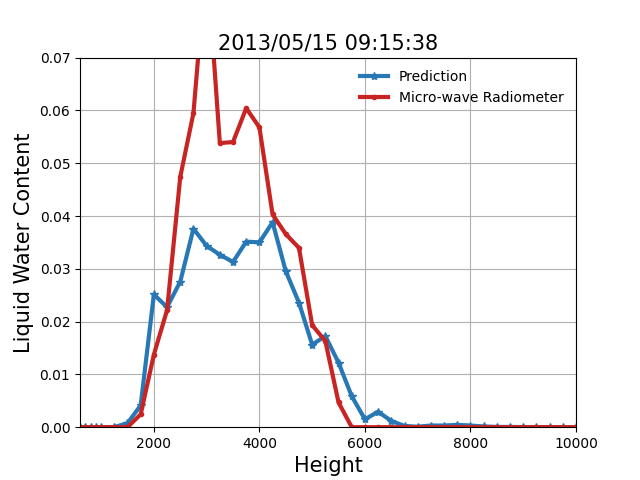 2013/05/15 09:15:38
0.07
0.06
0.05
0.04
0.03
0.02
0.01
0.00
Liquid Water Content
Prediction
Micro-wave Radiometer
2000 4000 6000 8000 10000
Height